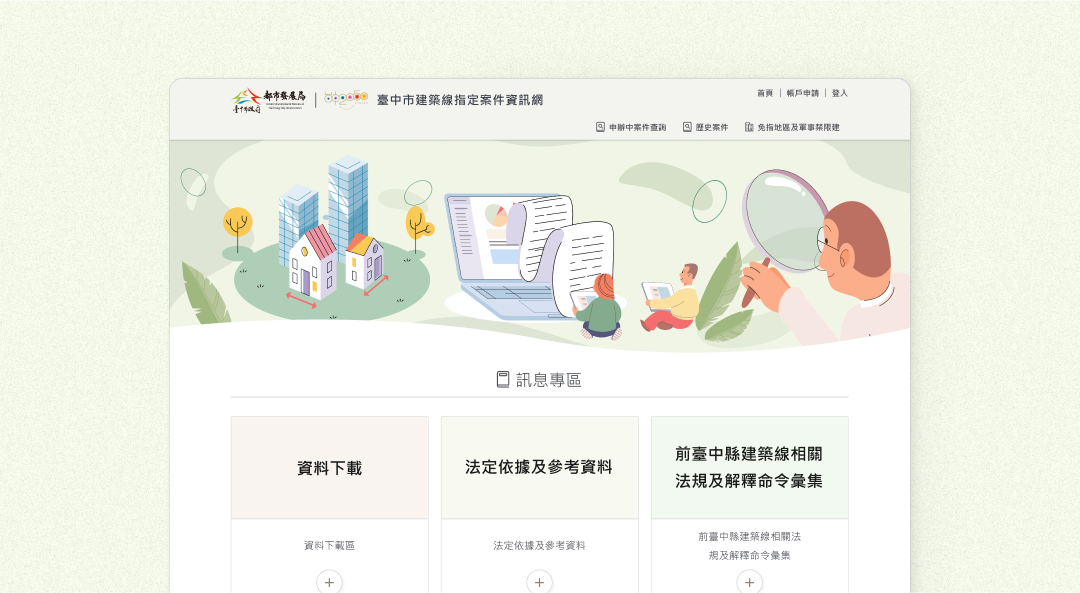 都市發展局
臺中市政府
臺中市建築線指定案件資訊網
首頁 | 帳戶申請 | 登入
申辦中案件查詢 歷史案件 免指地區及軍事禁限建
訊息專區
資料下載
法定依據及參考資料
前臺中縣建築線相關
法規及解釋命令彙集
資料下載區
法定依據及參考資料
前臺中縣建築線相關法
規及解釋命令彙集